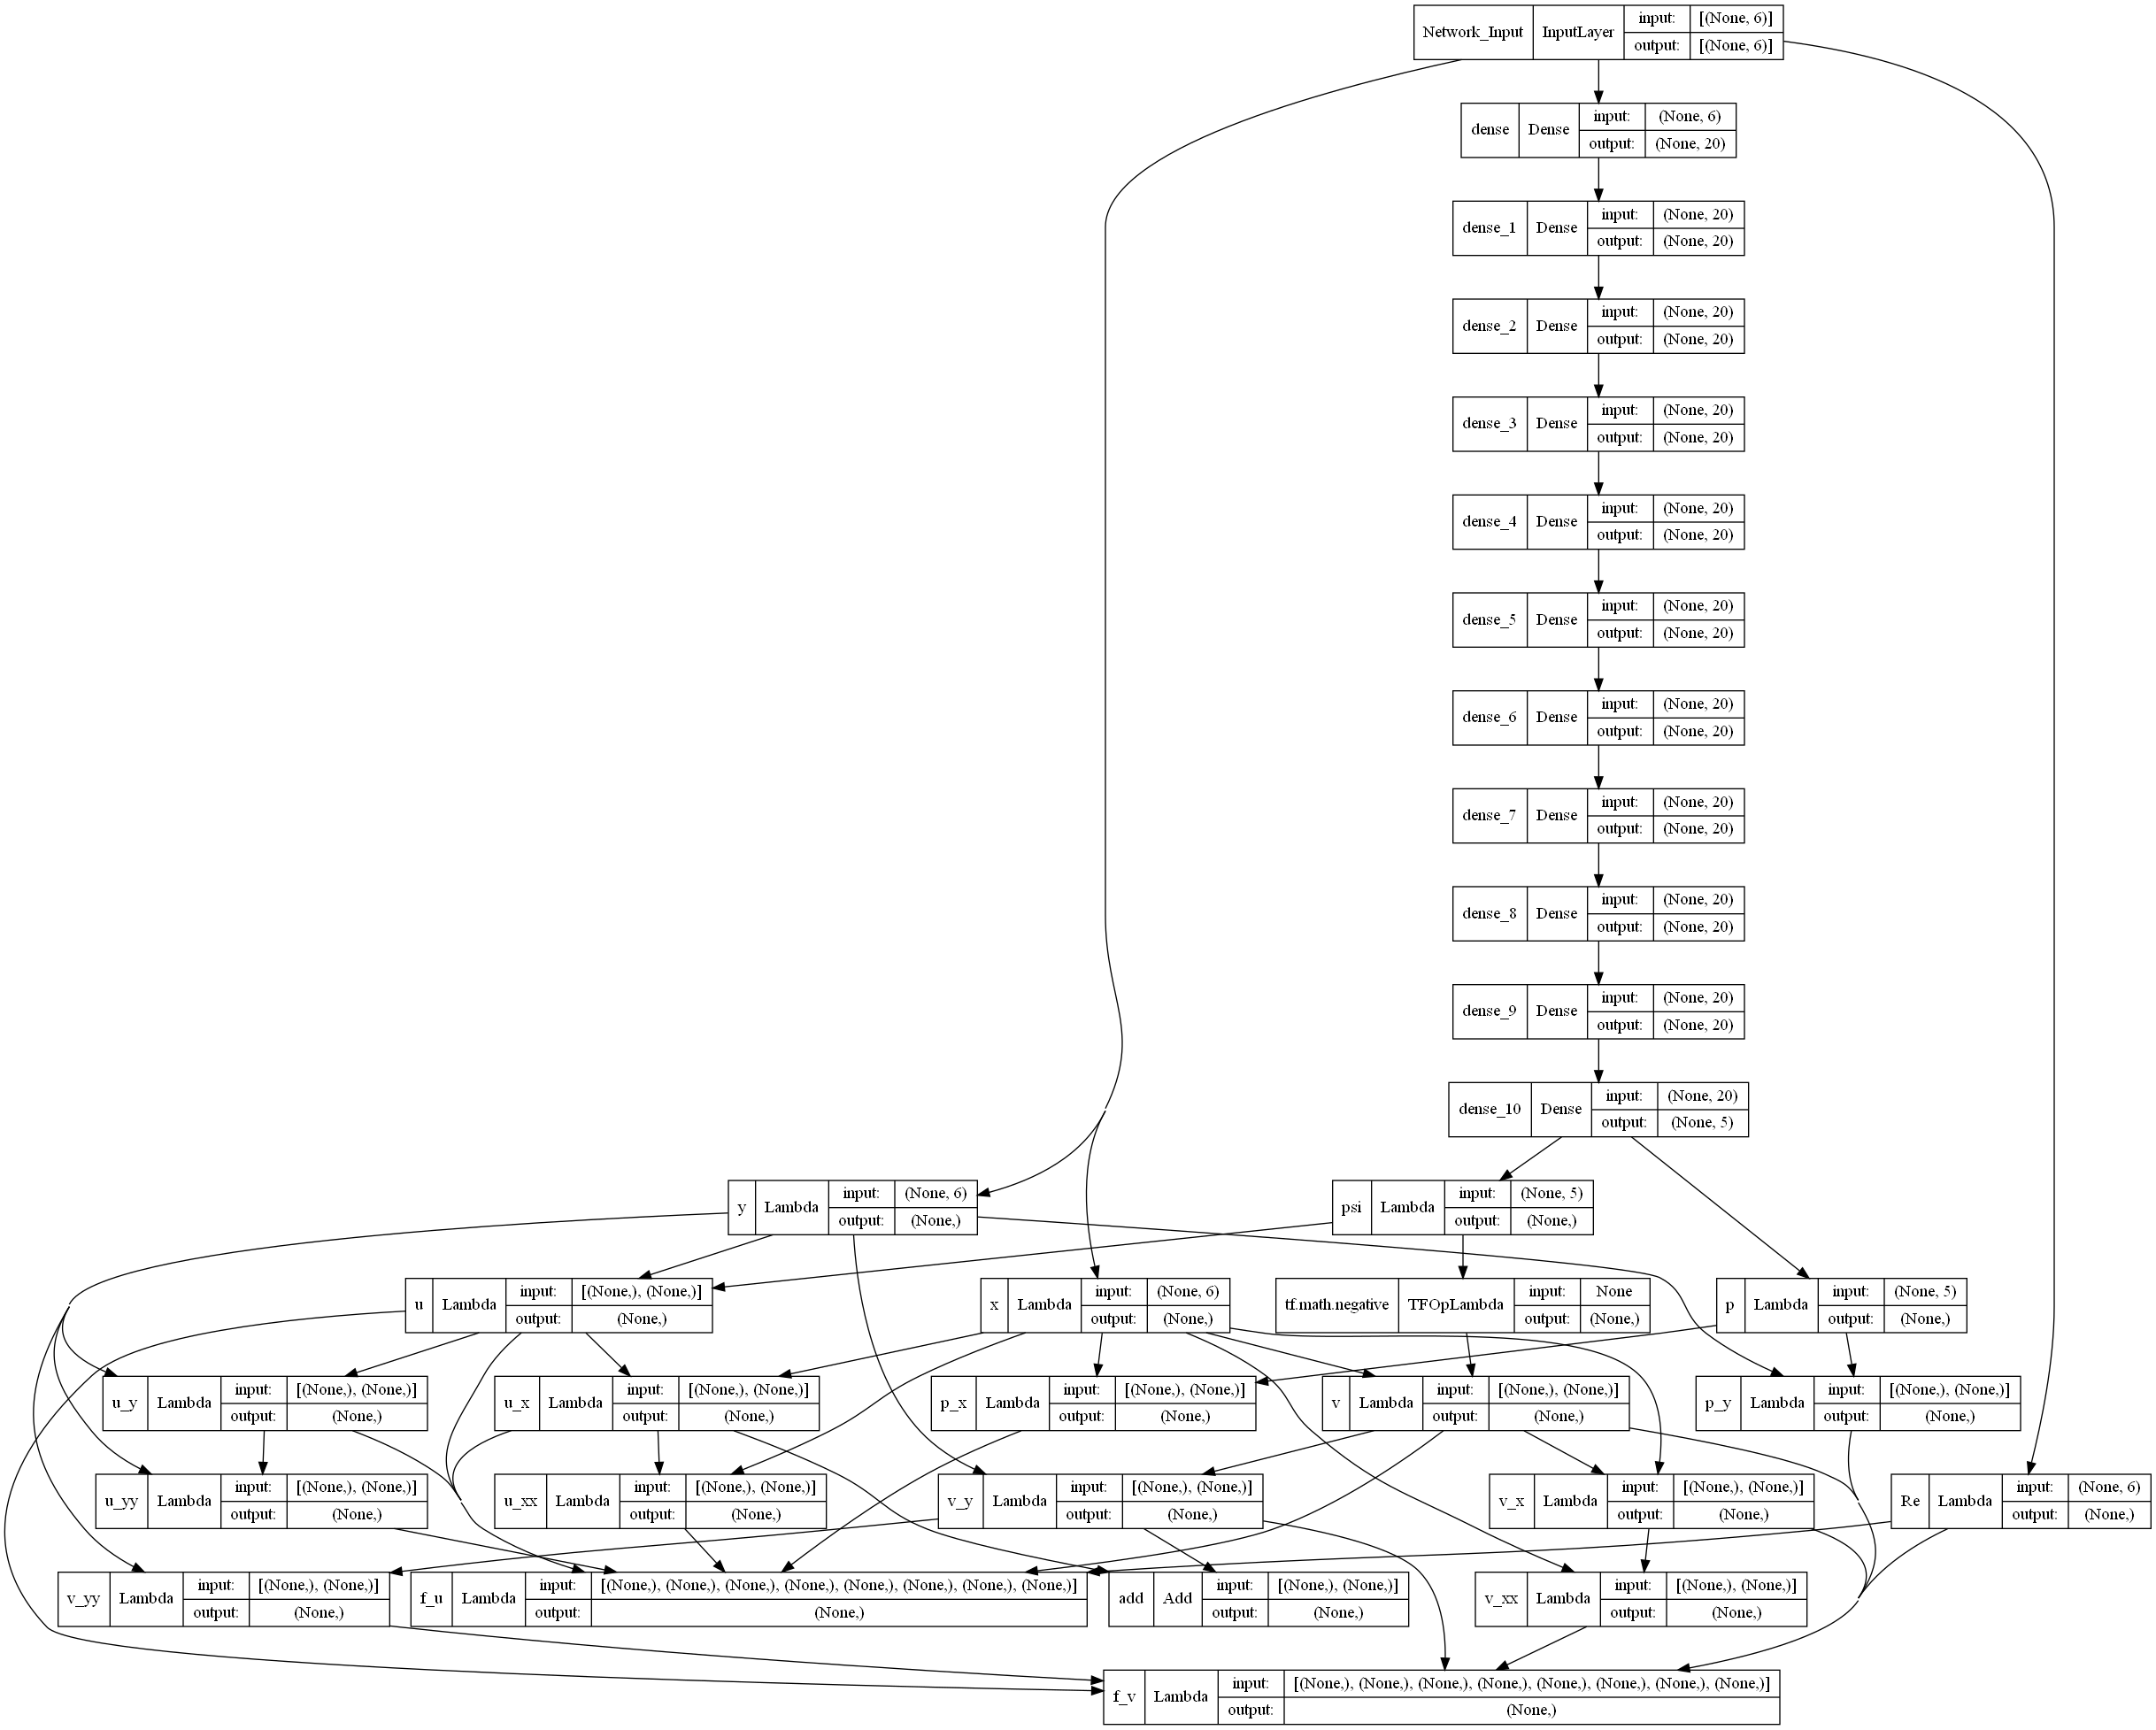 Network_Input InputLayer input: [(None, 6)]
output: [(None, 6)]
dense Dense input: (None, 6)
output: (None, 20)
dense_1 Dense input: (None, 20)
output: (None, 20)
dense_2 Dense input: (None, 20)
output: (None, 20)
dense_3 Dense input: (None, 20)
output: (None, 20)
dense_4 Dense input: (None, 20)
output: (None, 20)
dense_5 Dense input: (None, 20)
output: (None, 20)
dense_6 Dense input: (None, 20)
output: (None, 20)
dense_7 Dense input: (None, 20)
output: (None, 20)
dense_8 Dense input: (None, 20)
output: (None, 20)
dense_9 Dense input: (None, 20)
output: (None, 20)
dense_10 Dense input: (None, 20)
output: (None, 5)
y Lambda input: (None, 6)
output: (None,)
psi Lambda input: (None, 5)
output: (None,)
u Lambda input: [(None,), (None,)]
output: (None,)
x Lambda input: (None, 6)
output: (None,)
tf.math.negative TFOpLambda input: None
output: (None,)
p Lambda input: (None, 5)
output: (None,)
u_y Lambda input: [(None,), (None,)]
output: (None,)
u_x Lambda input: [(None,), (None,)]
output: (None,)
p_x Lambda input: [(None,), (None,)]
output: (None,)
v Lambda input: [(None,), (None,)]
output: (None,)
p_y Lambda input: [(None,), (None,)]
output: (None,)
u_yy Lambda input: [(None,), (None,)]
output: (None,)
u_xx Lambda input: [(None,), (None,)]
output: (None,)
v_y Lambda input: [(None,), (None,)]
output: (None,)
v_x Lambda input: [(None,), (None,)]
output: (None,)
Re Lambda input: (None, 6)
output: (None,)
v_yy Lambda input: [(None,), (None,)]
output: (None,)
f_u Lambda input: [(None,), (None,), (None,), (None,), (None,), (None,), (None,), (None,)]
output: (None,)
add Add input: [(None,), (None,)]
output: (None,)
v_xx Lambda input: [(None,), (None,)]
output: (None,)
f_v Lambda input: [(None,), (None,), (None,), (None,), (None,), (None,), (None,), (None,)]
output: (None,)